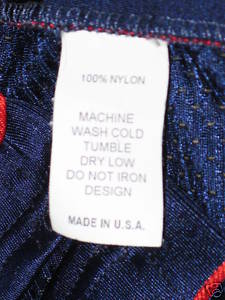 100% NYLON
MACHINE
WASH COLD
TUMBLE
DRY LOW
DO NOT IRON
DESIGN
MADE IN U.S.A.